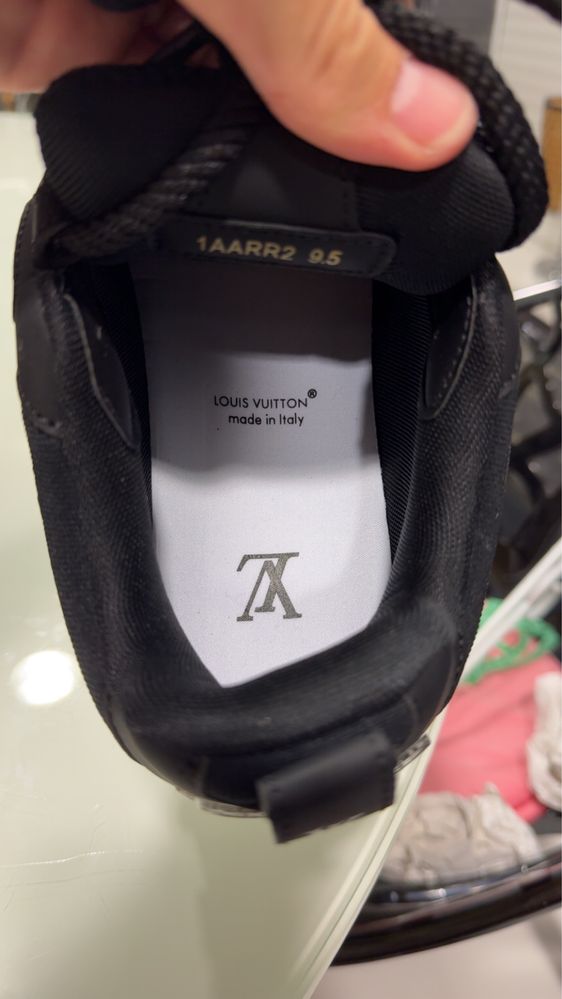 1AARR2 9.5
LOUIS VUITTON®
made in Italy
LV